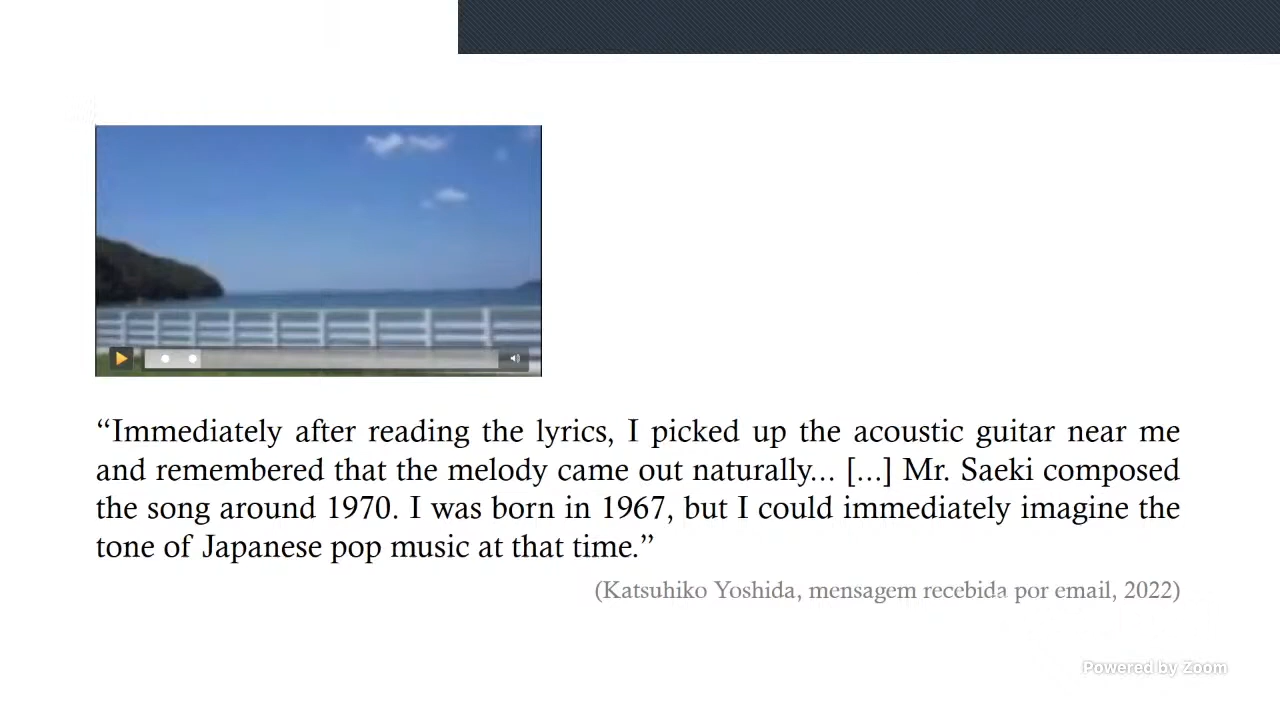 “Immediately after reading the lyrics, I picked up the acoustic guitar near me
and remembered that the melody came out naturally... [...] Mr. Saeki composed
the song around 1970. I was born in 1967, but I could immediately imagine the
tone of Japanese pop music at that time.”
(Katsuhiko Yoshida, mensagem recebida por email, 2022)
Powered by Zoom